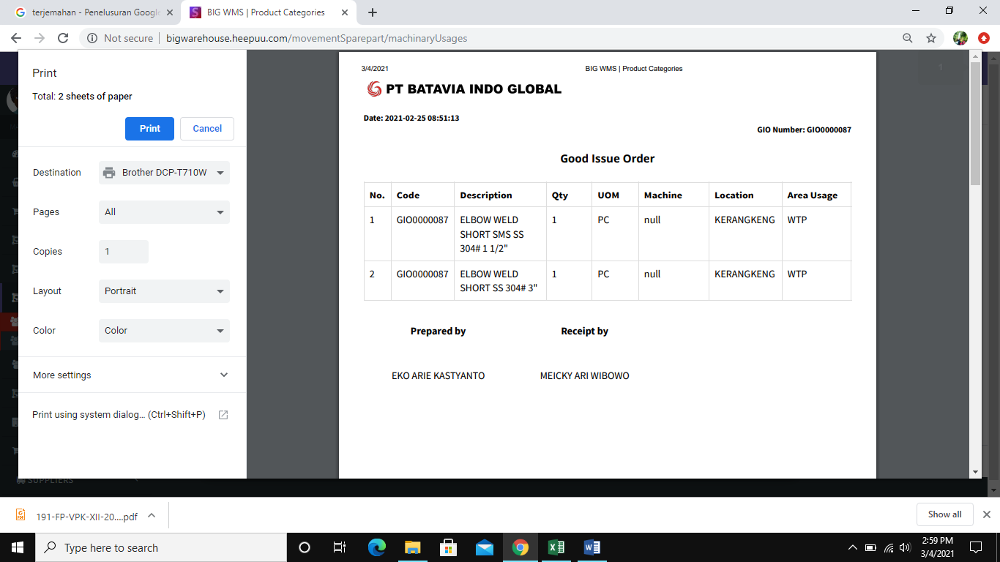 terjemahan - Penelusuran Google
BIG WMS | Product Categories
Not secure
bigwarehouse.heepuu.com/movementSparepart/machinaryUsages
Print
Total: 2 sheets of paper
Print
Cancel
Destination
Brother DCP-T710W
Pages
All
Copies
1
Layout
Portrait
Color
Color
More settings
Print using system dialog... (Ctrl+Shift+P)
3/4/2021
BIG WMS | Product Categories
PT BATAVIA INDO GLOBAL
Date: 2021-02-25 08:51:13
GIO Number: GIO0000087
Good Issue Order
No. Code Description Qty UOM Machine Location Area Usage
1 GIO0000087 ELBOW WELD 1 PC null KERANGKENG WTP
SHORT SMS SS
304# 1 1/2"
2 GIO0000087 ELBOW WELD 1 PC null KERANGKENG WTP
SHORT SS 304# 3"
Prepared by
Receipt by
EKO ARIE KASTYANTO
MEICKY ARI WIBOWO
SUPPLIERS
191-FP-VPK-XII-20....pdf
Show all
Type here to search
2:59 PM
3/4/2021